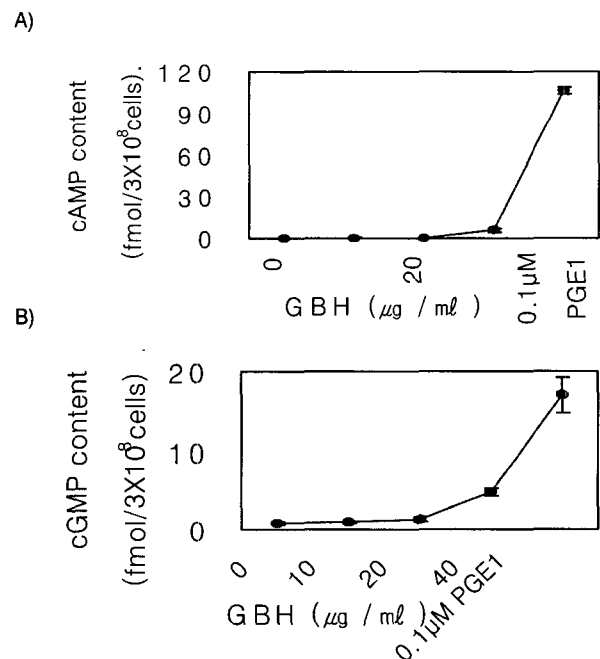 A)
cAMP content
(fmol/3X10⁸cells).
120
90
60
30
0
0
20
0.1μM
PGE1
GBH (μg / mℓ)
B)
cGMP content
(fmol/3X10⁸cells)
20
10
0
0
10
20
40
0.1μM PGE1
GBH (μg / mℓ)